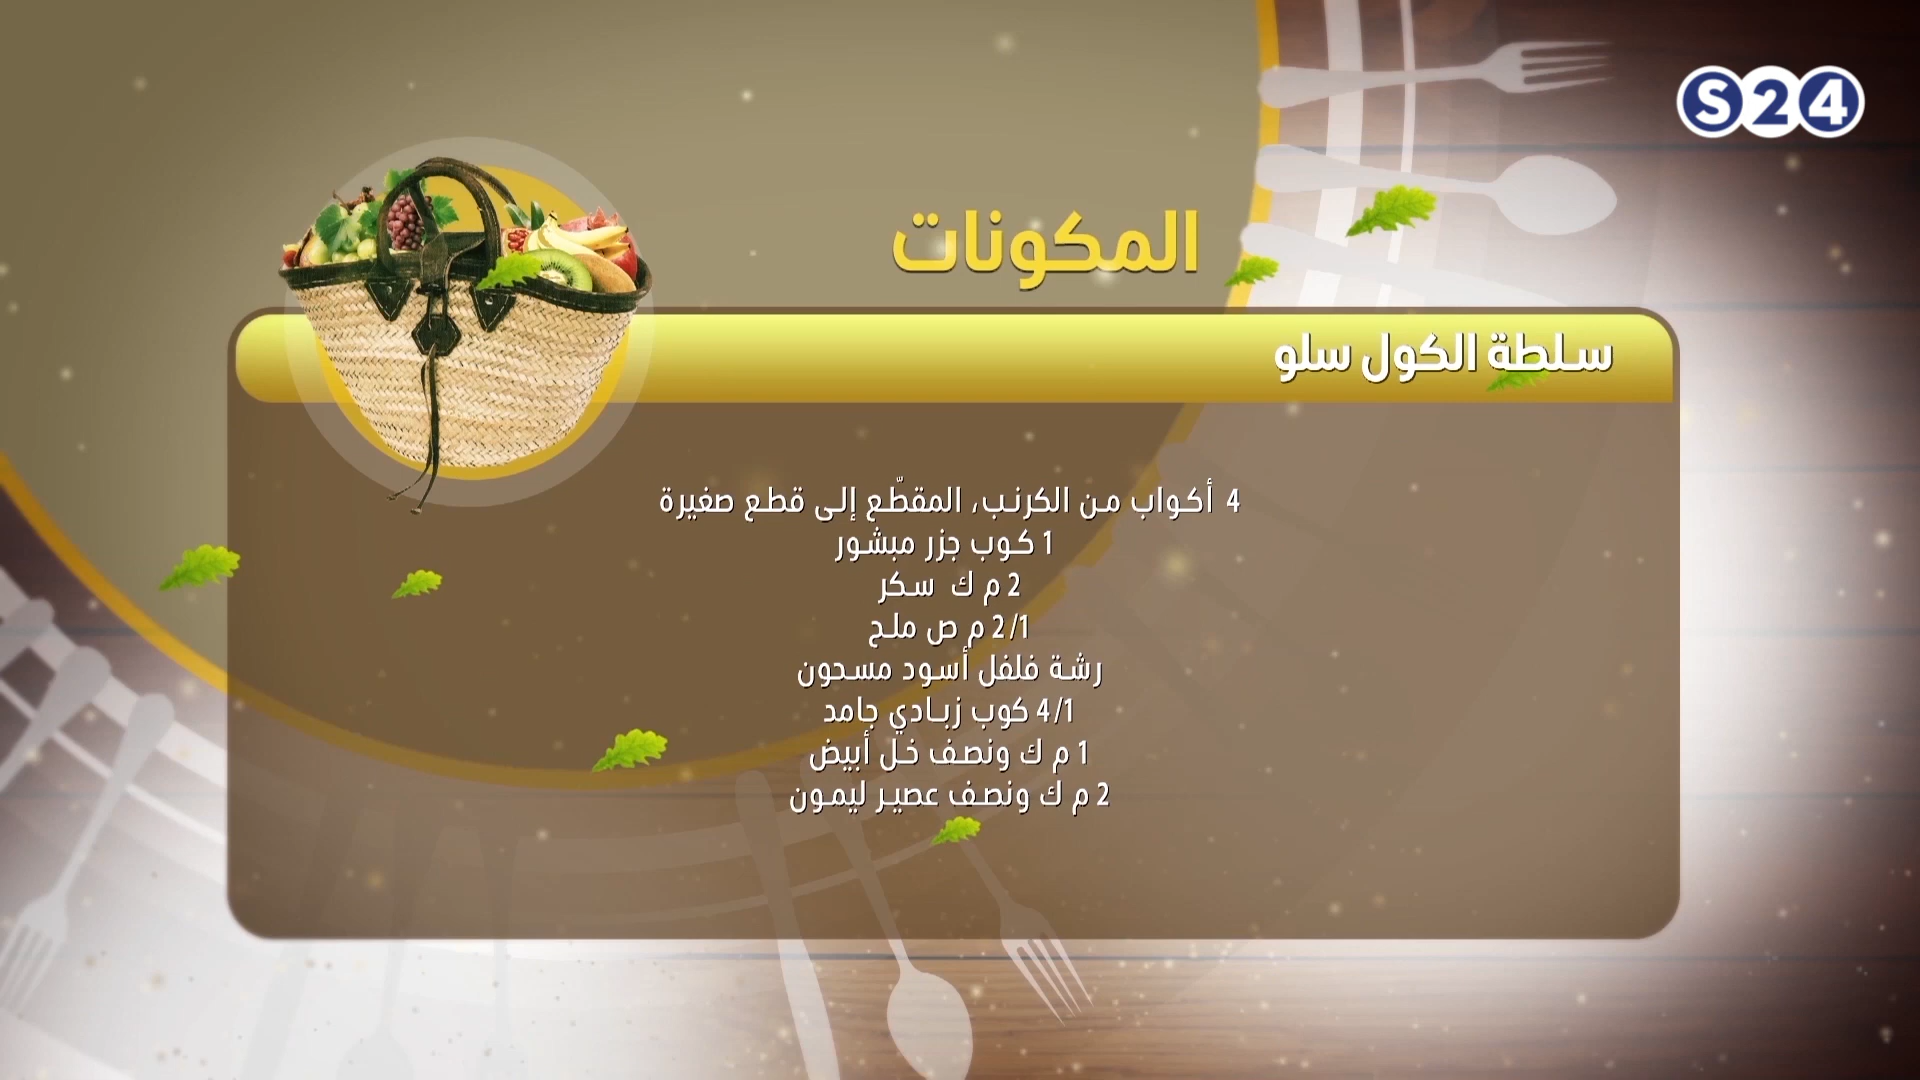 S24
المكونات
سلطة الكول سلو
4 أكواب من الكرنب، المقطّع إلى قطع صغيرة
1 كوب جزر مبشور
2 م ك سكر
2/1 م ص ملح
رشة فلفل أسود مسحون
4/1 كوب زبادي جامد
1 م ك ونصف خل أبيض
2 م ك ونصف عصير ليمون